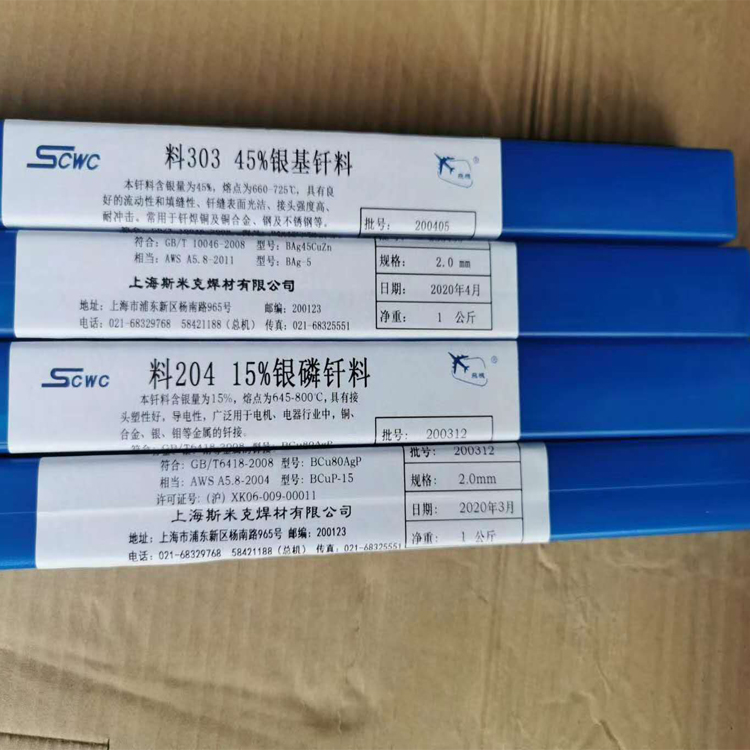 SCWC
料303 45%银基钎料
本钎料含银量为45%，熔点为660-725℃，具有良
好的流动性和填缝性、钎缝表面光洁、接头强度高、
耐冲击、常用于钎焊铜及铜合金、钢及不锈钢等。
批号： 200405
符合：GB/T 10046-2008 型号：BAg45CuZn
相当：AWS A5.8-2011 型号：BAg-5
上海斯米克焊材有限公司
地址：上海市浦东新区杨南路965号 邮编：200123
电话：021-68329768 58421188（总机）传真：021-68325551
规格： 2.0 mm
日期： 2020年4月
净重： 1 公斤
SCWC
料204 15%银磷钎料
本钎料含银量为15%，熔点为645-800℃，具有接
头塑性好，导电性，广泛用于电机、电器行业中，铜、
合金、银、钼等金属的钎接。
符合：GB/T6418-2008 型号：BCu80AgP
批号： 200312
批号： 200312
符合：GB/T6418-2008 型号：BCu80AgP
相当：AWS A5.8-2004 型号：BCuP-15
许可证号：(沪) XK06-009-00011
上海斯米克焊材有限公司
地址：上海市浦东新区杨南路965号 邮编：200123
电话：021-68329768 58421188（总机）传真：021-68325551
规格： 2.0mm
日期： 2020年3月
净重： 1 公斤